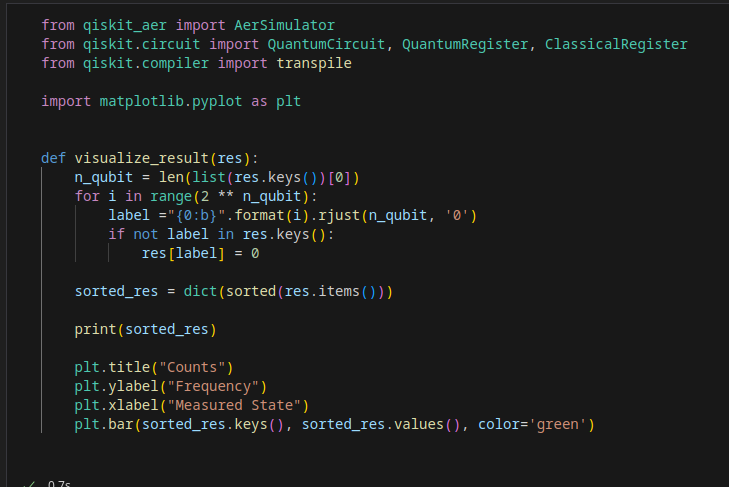 from qiskit_aer import AerSimulator
from qiskit.circuit import QuantumCircuit, QuantumRegister, ClassicalRegister
from qiskit.compiler import transpile
import matplotlib.pyplot as plt
def visualize_result(res):
    n_qubit = len(list(res.keys())[0])
    for i in range(2 ** n_qubit):
        label ="{0:b}".format(i).rjust(n_qubit, '0')
        if not label in res.keys():
            res[label] = 0
    sorted_res = dict(sorted(res.items()))
    print(sorted_res)
    plt.title("Counts")
    plt.ylabel("Frequency")
    plt.xlabel("Measured State")
    plt.bar(sorted_res.keys(), sorted_res.values(), color='green')
✓ 0.7s